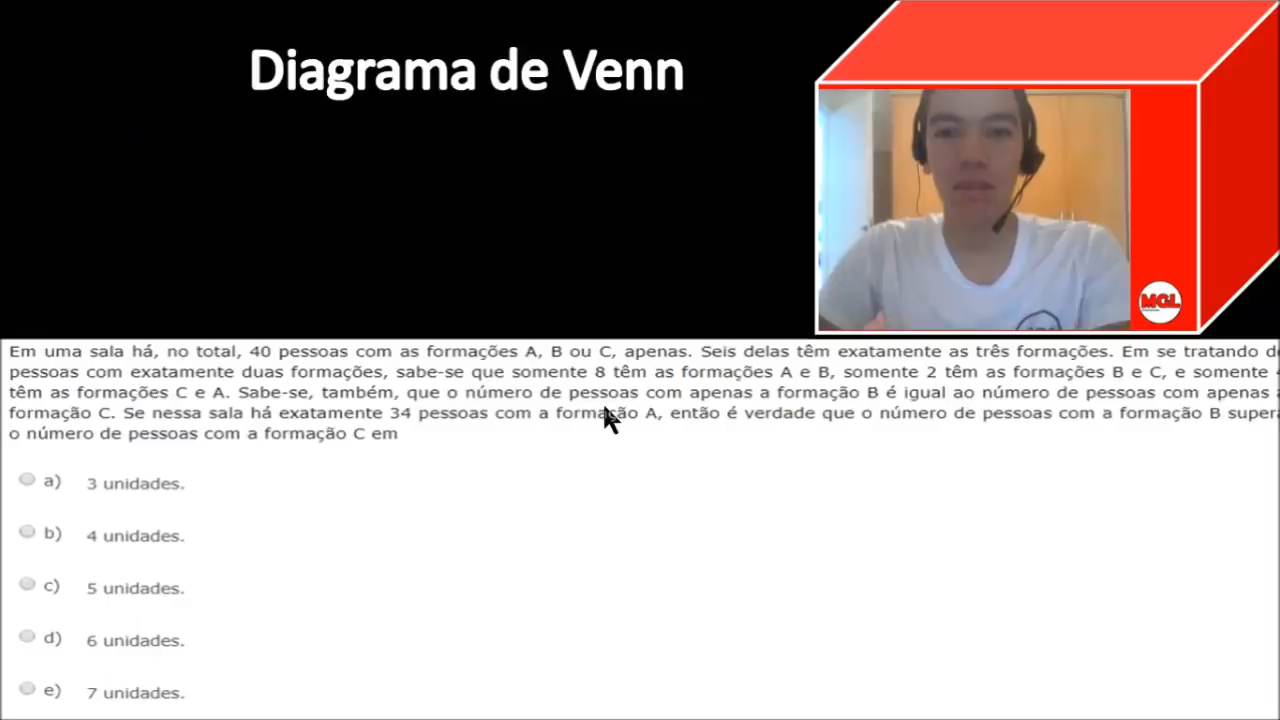 Diagrama de Venn
MGL
Em uma sala há, no total, 40 pessoas com as formações A, B ou C, apenas. Seis delas têm exatamente as três formações. Em se tratando
pessoas com exatamente duas formações, sabe-se que somente 8 têm as formações A e B, somente 2 têm as formações B e C, e somente
têm as formações C e A. Sabe-se, também, que o número de pessoas com apenas a formação B é igual ao número de pessoas com apenas
formação C. Se nessa sala há exatamente 34 pessoas com a formação A, então é verdade que o número de pessoas com a formação B
o número de pessoas com a formação C em
a) 3 unidades.
b) 4 unidades.
c) 5 unidades.
d) 6 unidades.
e) 7 unidades.